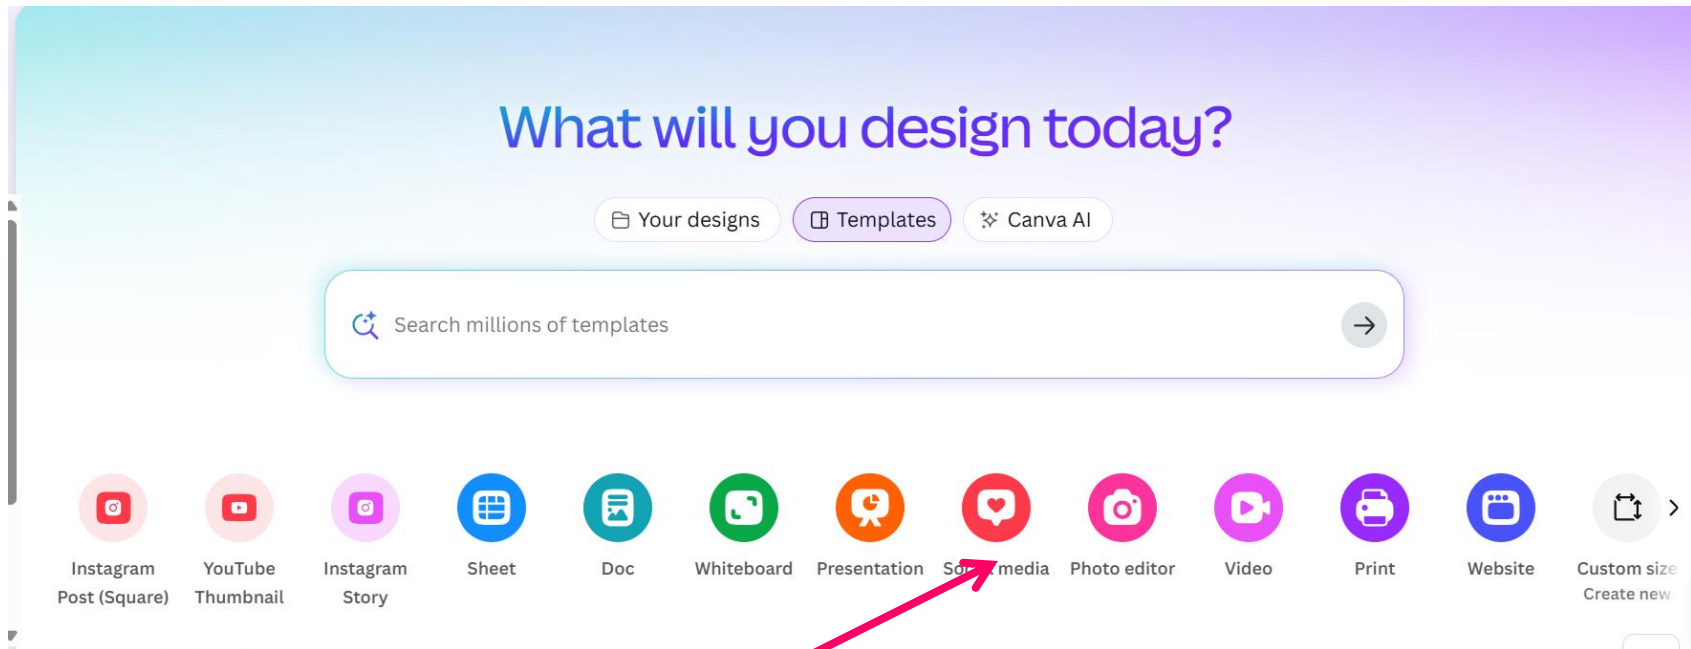 What will you design today?
Your designs
Templates
Canva AI
Search millions of templates
Instagram
Post (Square)
YouTube
Thumbnail
Instagram
Story
Sheet
Doc
Whiteboard
Presentation
Social media
Photo editor
Video
Print
Website
Custom size
Create new